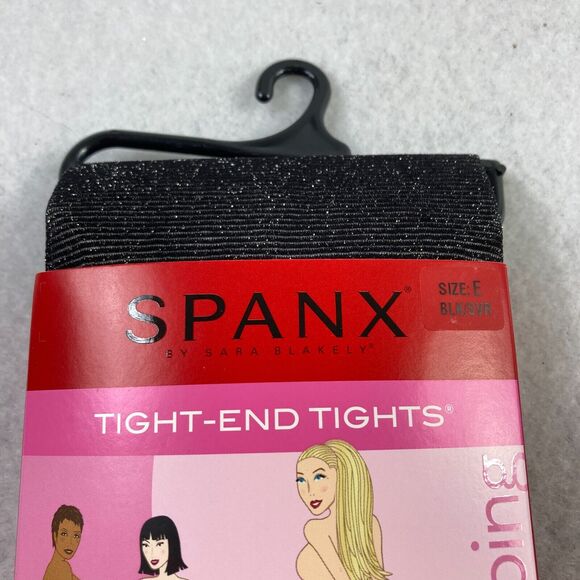 SPANX®
BY SARA BLAKELY®
SIZE: E
BLK/SVR
TIGHT-END TIGHTS®